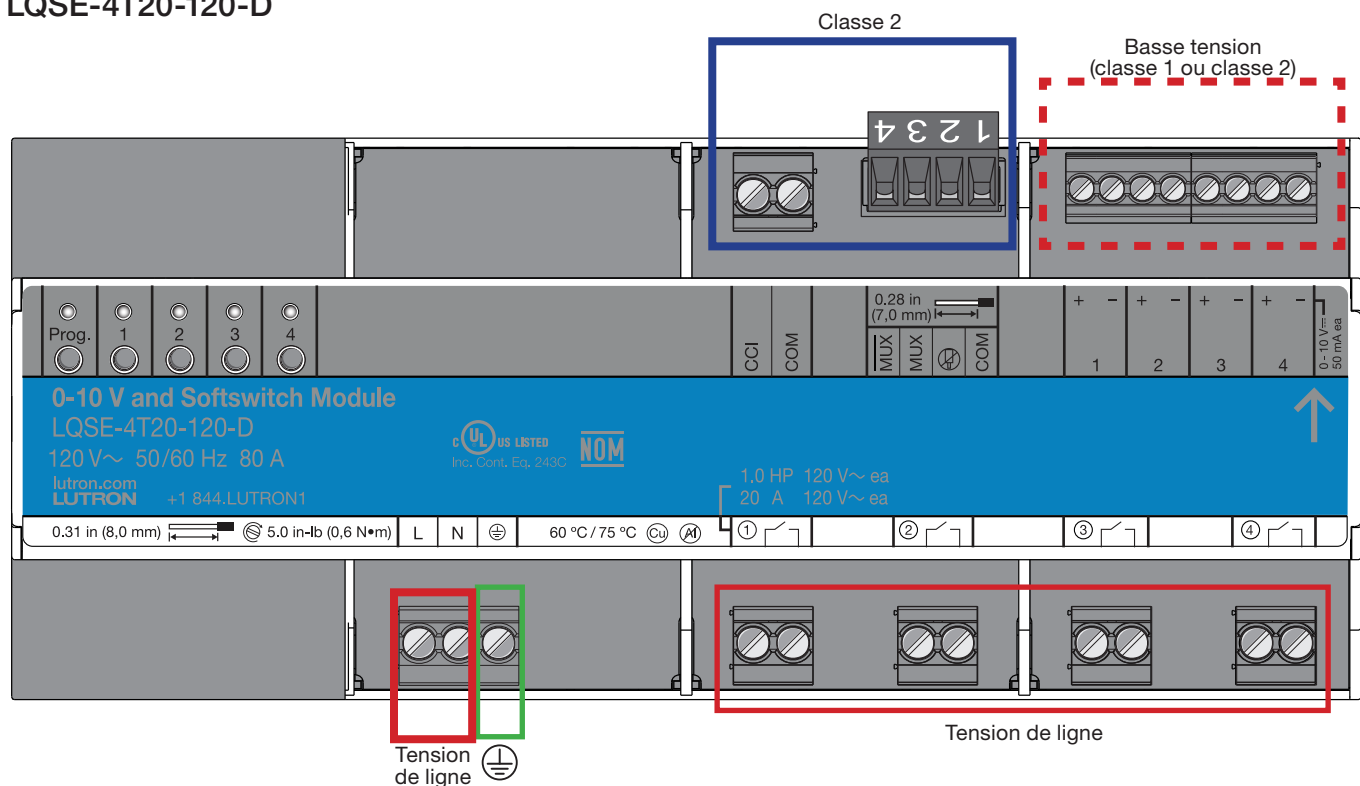 LQSE-4T20-120-D
Classe 2
Basse tension
(classe 1 ou classe 2)
4 3 2 1
Prog. 1 2 3 4
CCI COM
0.28 in
(7,0 mm)
MUX MUX COM
+ - + - + - + -
1 2 3 4
0 - 10 V
50 mA ea
0-10 V and Softswitch Module
LQSE-4T20-120-D
120 V~ 50/60 Hz 80 A
lutron.com
LUTRON +1 844.LUTRON1
C UL US LISTED
Inc. Cont. Eq. 243C
NOM
1.0 HP 120 V~ ea
20 A 120 V~ ea
0.31 in (8,0 mm) 5.0 in-lb (0,6 N•m) L N 60 °C / 75 °C Cu Al ① ② ③ ④
Tension
de ligne
Tension de ligne